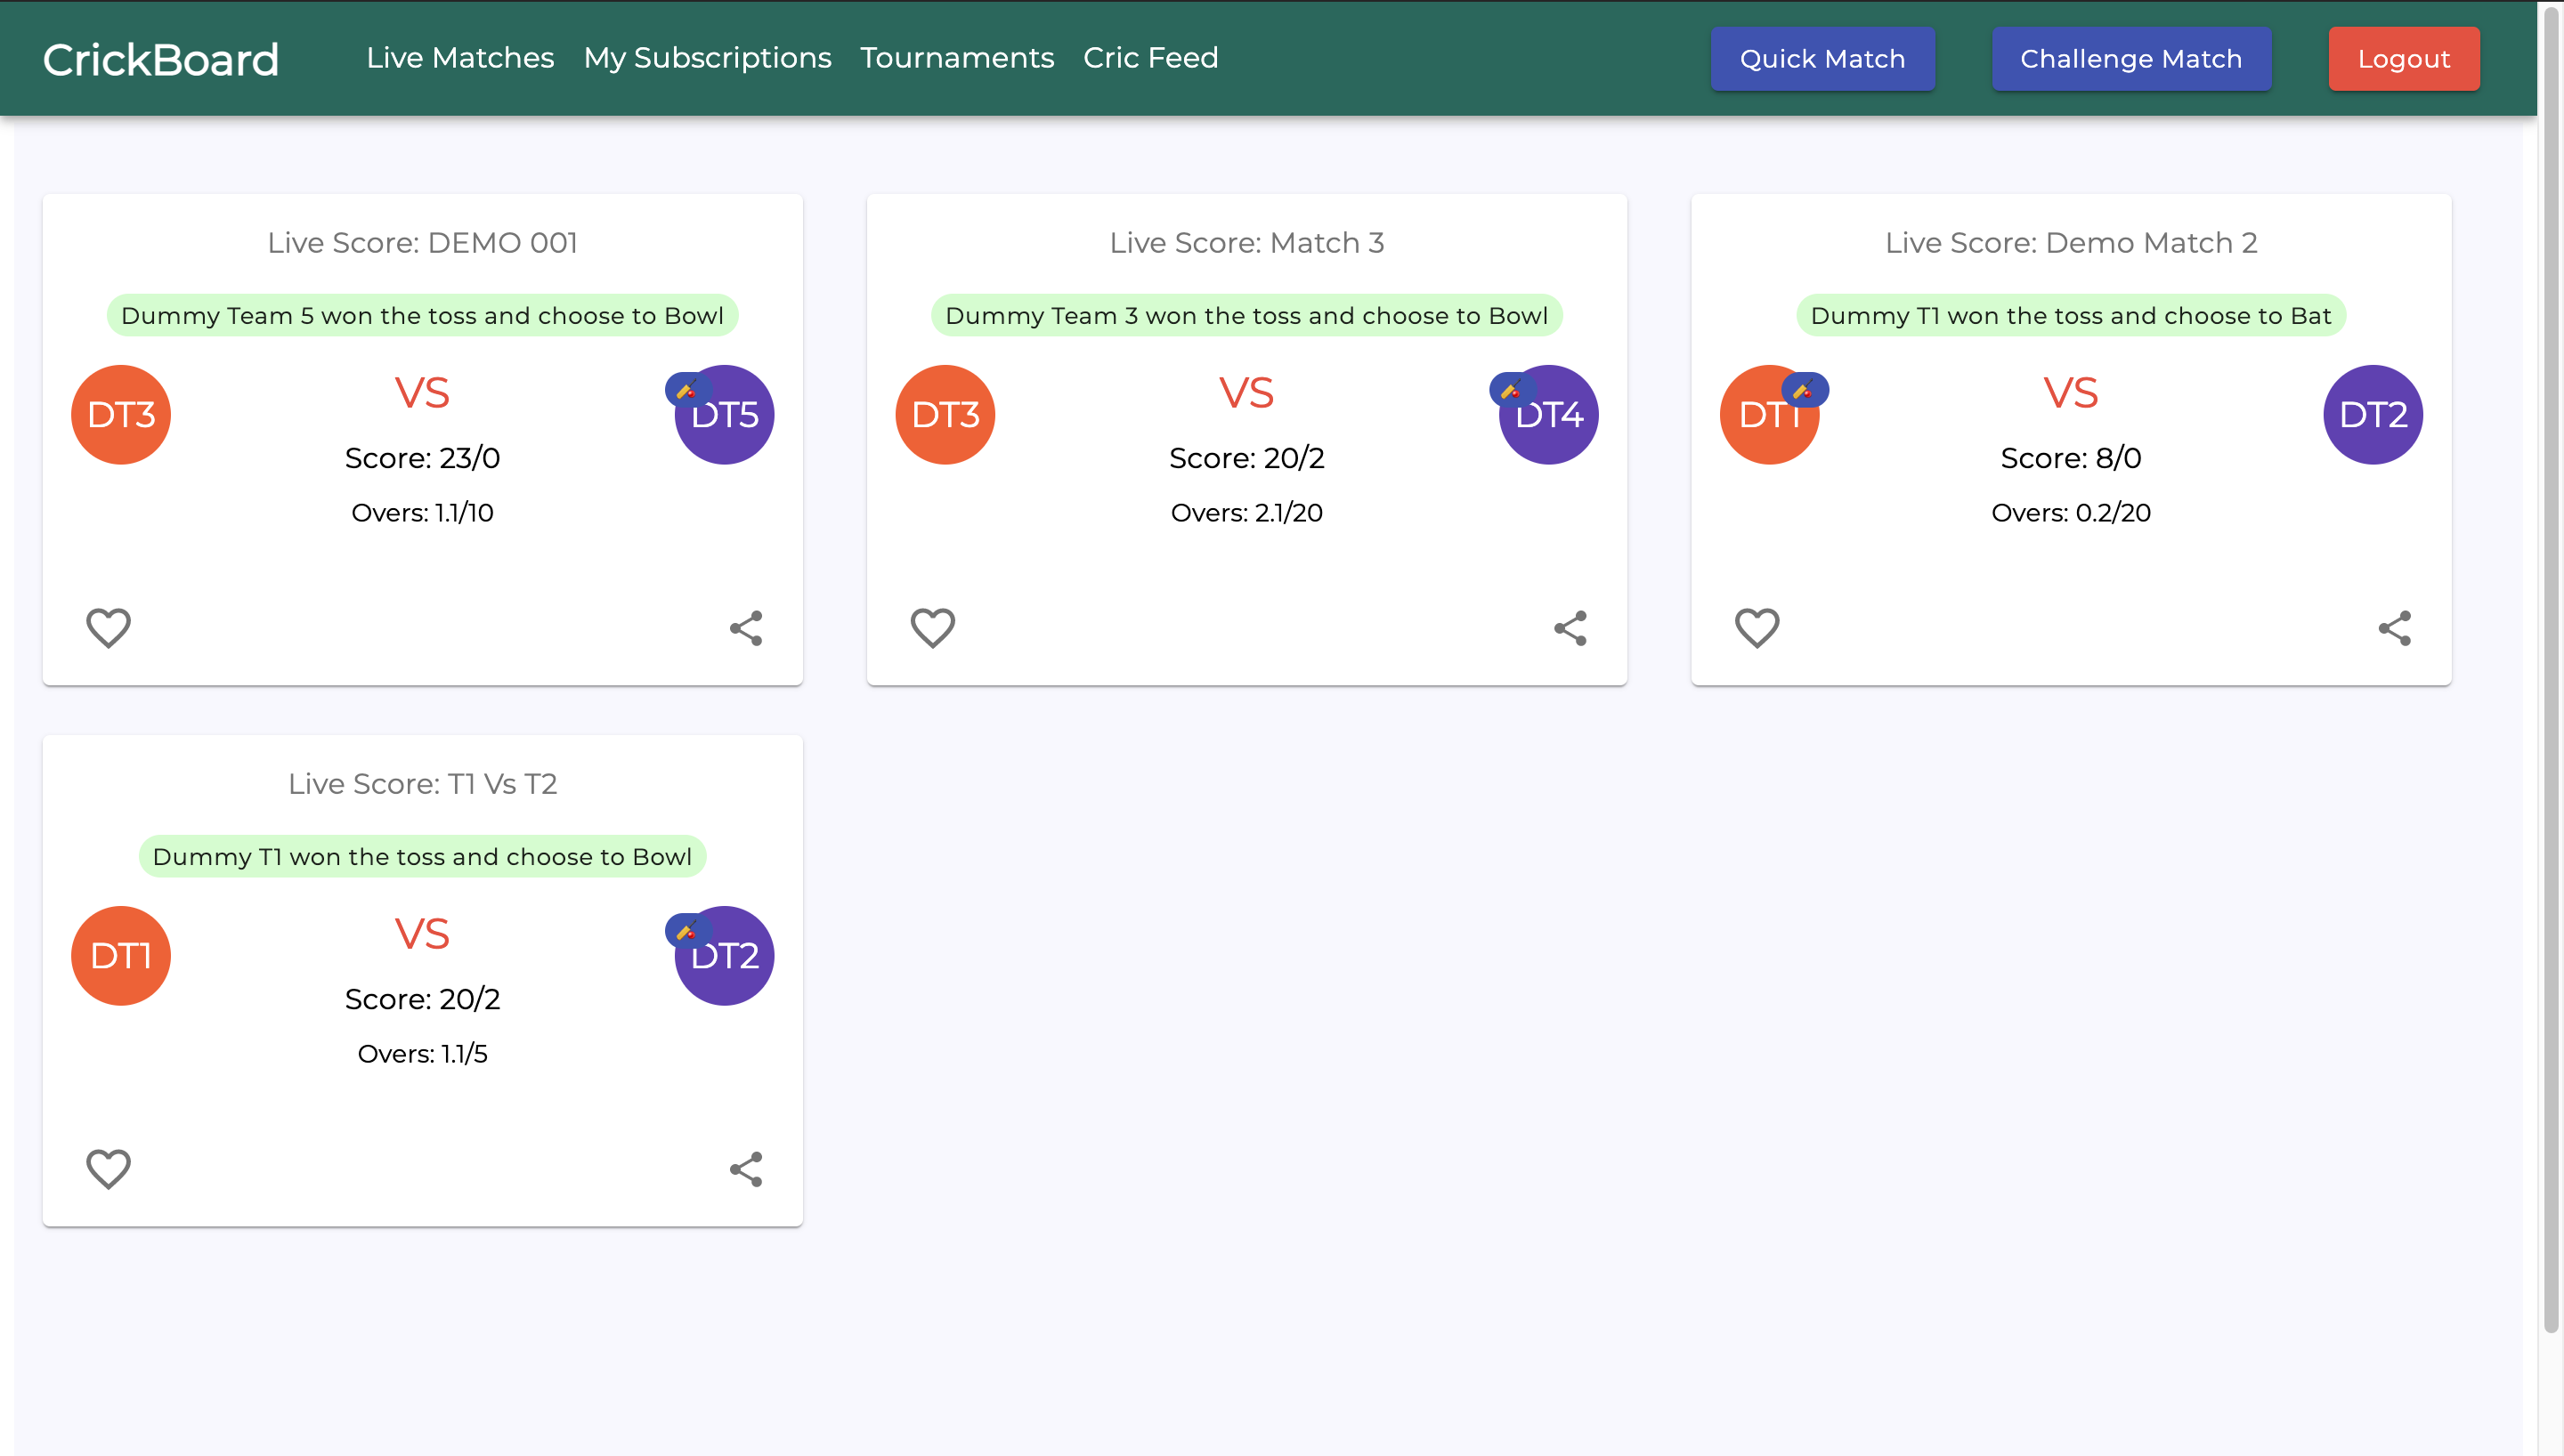 CrickBoard Live Matches My Subscriptions Tournaments Cric Feed Quick Match Challenge Match Logout
Live Score: DEMO 001
Dummy Team 5 won the toss and choose to Bowl
DT3 VS DT5
Score: 23/0
Overs: 1.1/10
Live Score: Match 3
Dummy Team 3 won the toss and choose to Bowl
DT3 VS DT4
Score: 20/2
Overs: 2.1/20
Live Score: Demo Match 2
Dummy T1 won the toss and choose to Bat
DT1 VS DT2
Score: 8/0
Overs: 0.2/20
Live Score: T1 Vs T2
Dummy T1 won the toss and choose to Bowl
DT1 VS DT2
Score: 20/2
Overs: 1.1/5